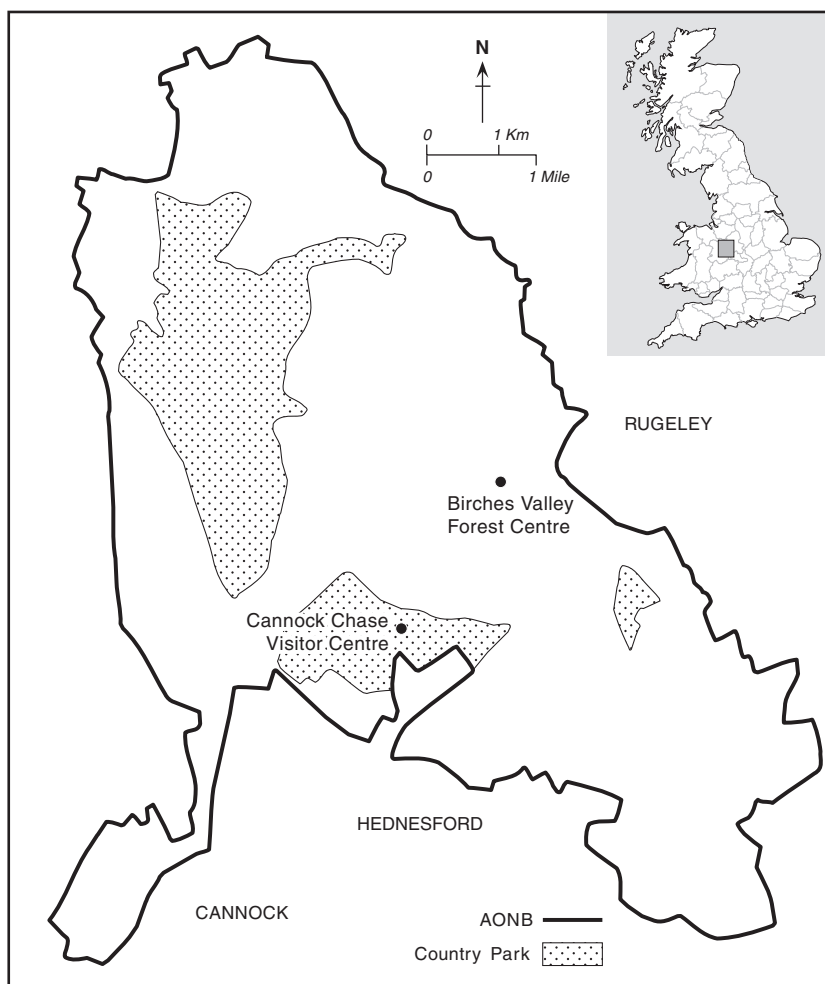 N
0 1 Km
0 1 Mile
RUGELEY
Birches Valley
Forest Centre
Cannock Chase
Visitor Centre
HEDNESFORD
CANNOCK
AONB
Country Park